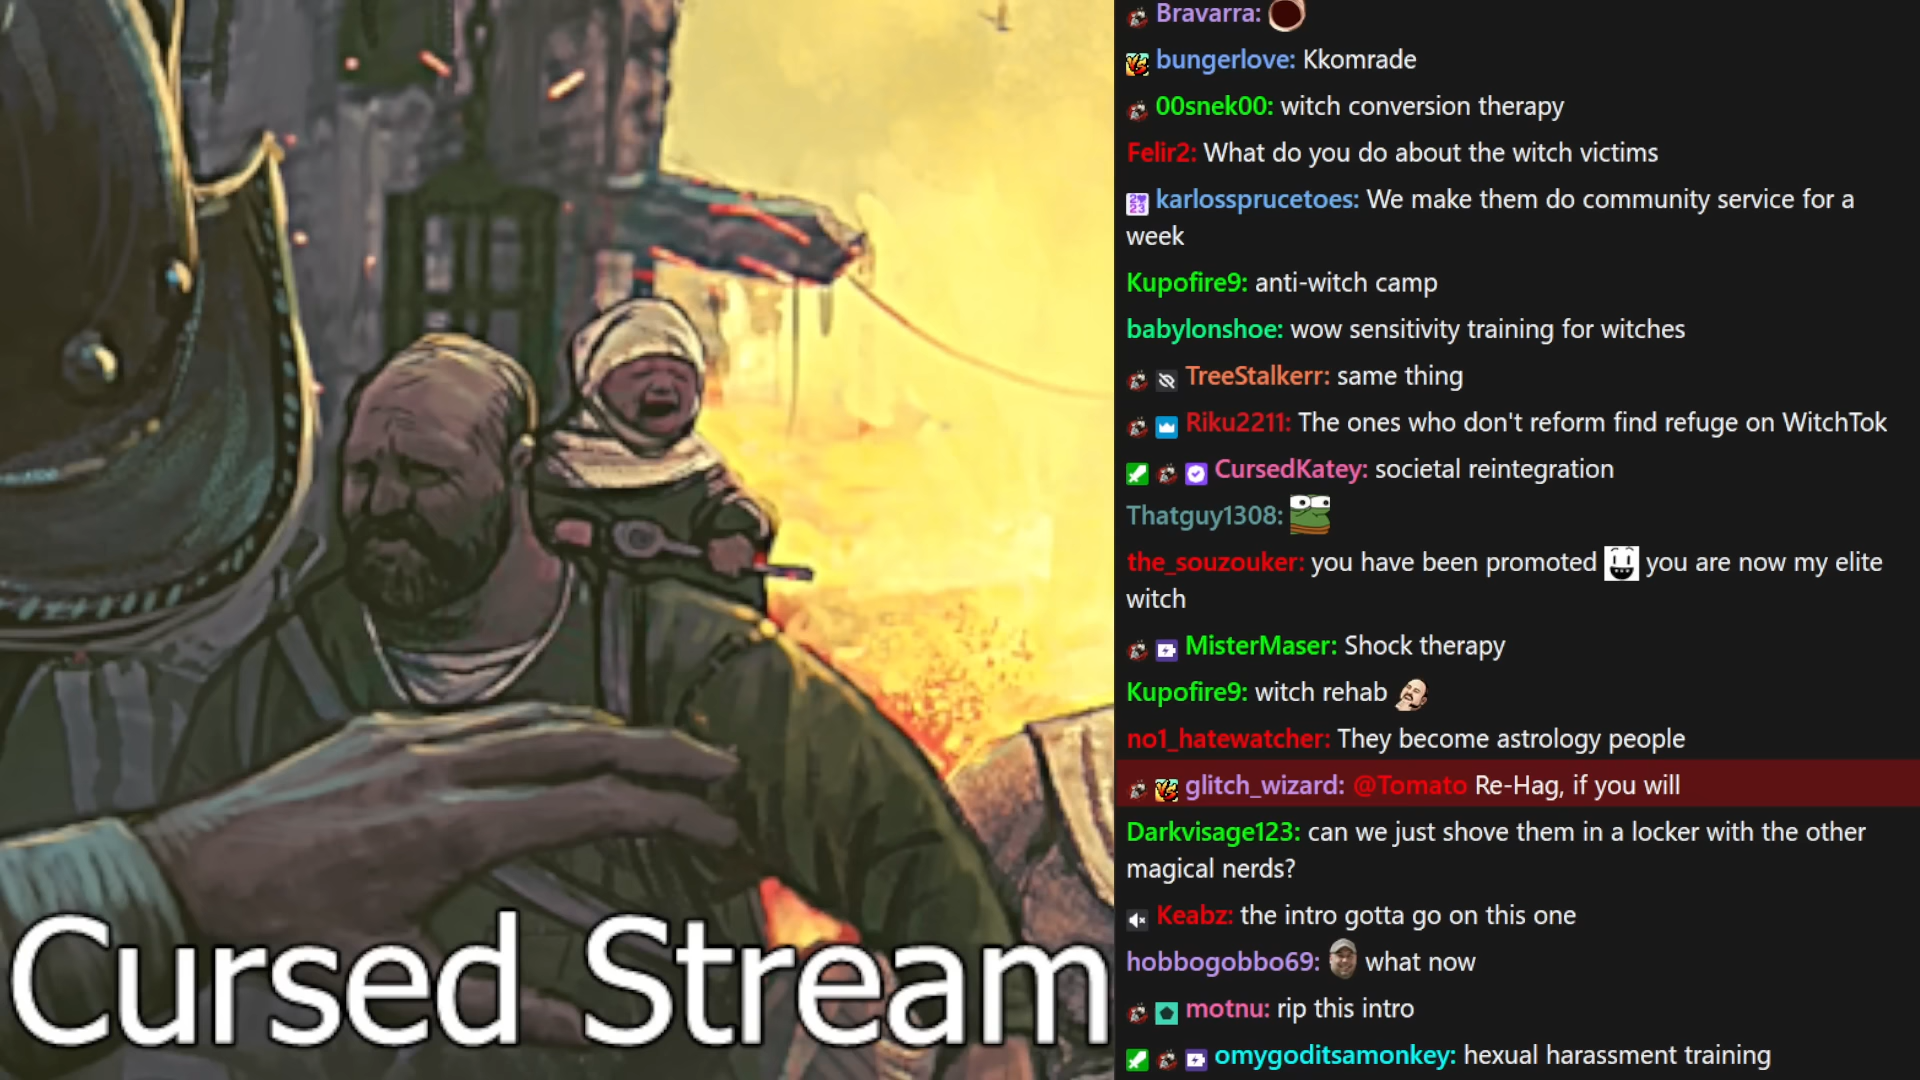 Cursed Stream
Bravarra:
bungerlove: Kkomrade
00snek00: witch conversion therapy
Felir2: What do you do about the witch victims
karlossprucetoes: We make them do community service for a
week
Kupofire9: anti-witch camp
babylonshoe: wow sensitivity training for witches
TreeStalkerr: same thing
Riku2211: The ones who don't reform find refuge on WitchTok
CursedKatey: societal reintegration
Thatguy1308:
the_souzouker: you have been promoted you are now my elite
witch
MisterMaser: Shock therapy
Kupofire9: witch rehab
no1_hatewatcher: They become astrology people
glitch_wizard: @Tomato Re-Hag, if you will
Darkvisage123: can we just shove them in a locker with the other
magical nerds?
Keabz: the intro gotta go on this one
hobbogobbo69: what now
motnu: rip this intro
omygoditsamonkey: hexual harassment training